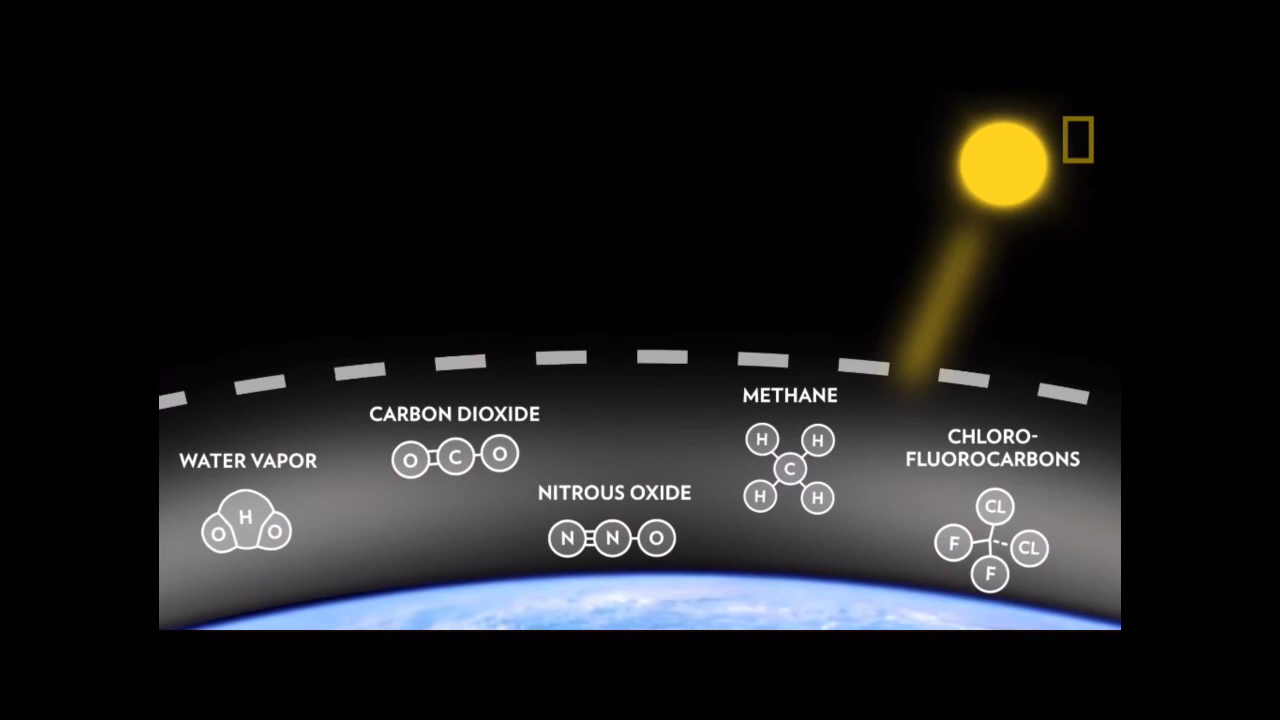 WATER VAPOR
H
O O
CARBON DIOXIDE
O C O
NITROUS OXIDE
N N O
METHANE
H H
C
H H
CHLORO-
FLUOROCARBONS
CL
F CL
F